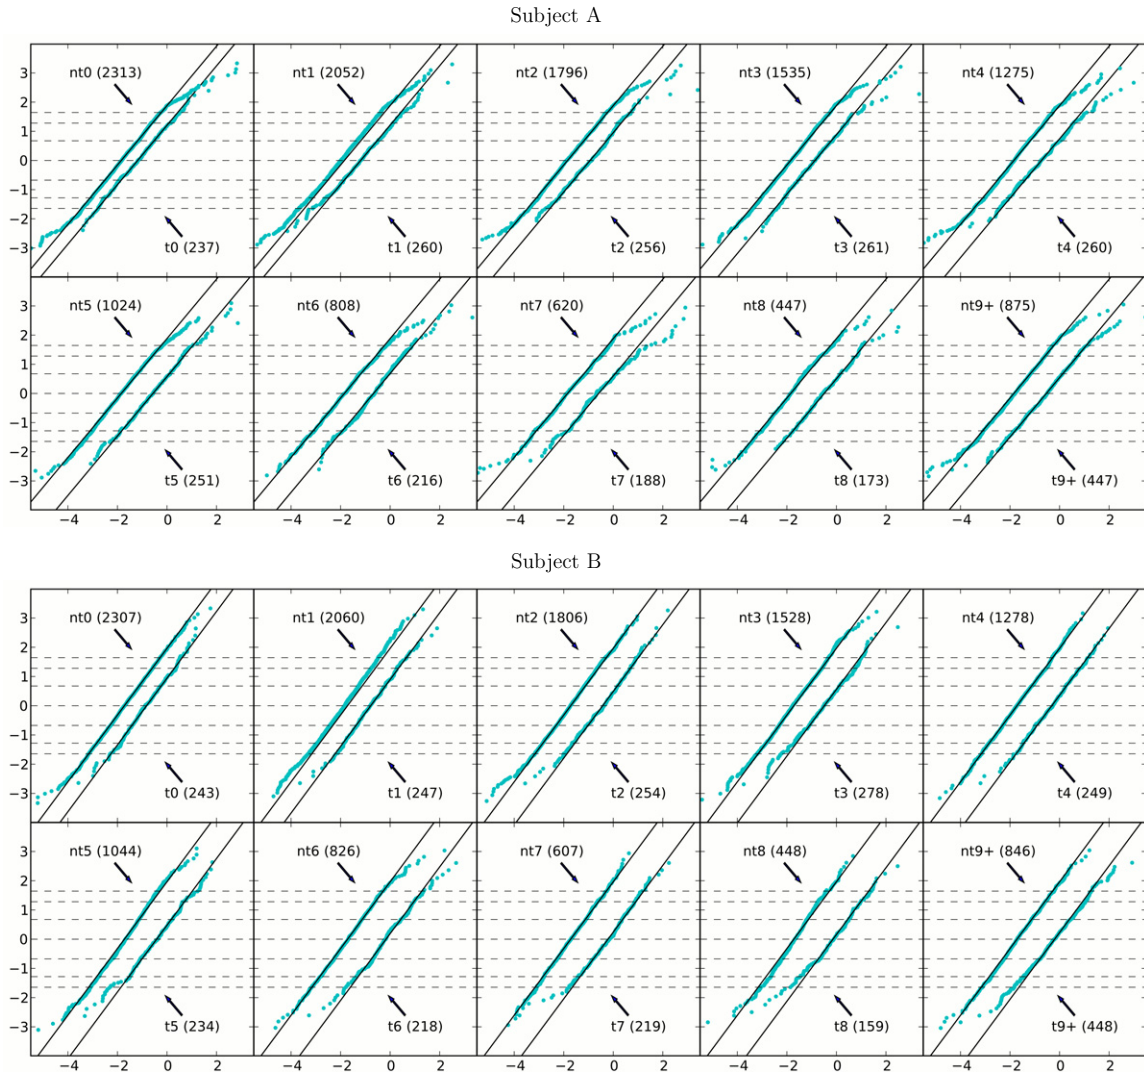 Subject A
nt0 (2313) nt1 (2052) nt2 (1796) nt3 (1535) nt4 (1275)
3
2
1
0
−1
−2
−3
t0 (237) t1 (260) t2 (256) t3 (261) t4 (260)
nt5 (1024) nt6 (808) nt7 (620) nt8 (447) nt9+ (875)
3
2
1
0
−1
−2
−3
t5 (251) t6 (216) t7 (188) t8 (173) t9+ (447)
−4 −2 0 2 −4 −2 0 2 −4 −2 0 2 −4 −2 0 2 −4 −2 0 2
Subject B
nt0 (2307) nt1 (2060) nt2 (1806) nt3 (1528) nt4 (1278)
3
2
1
0
−1
−2
−3
t0 (243) t1 (247) t2 (254) t3 (278) t4 (249)
nt5 (1044) nt6 (826) nt7 (607) nt8 (448) nt9+ (846)
3
2
1
0
−1
−2
−3
t5 (234) t6 (218) t7 (219) t8 (159) t9+ (448)
−4 −2 0 2 −4 −2 0 2 −4 −2 0 2 −4 −2 0 2 −4 −2 0 2